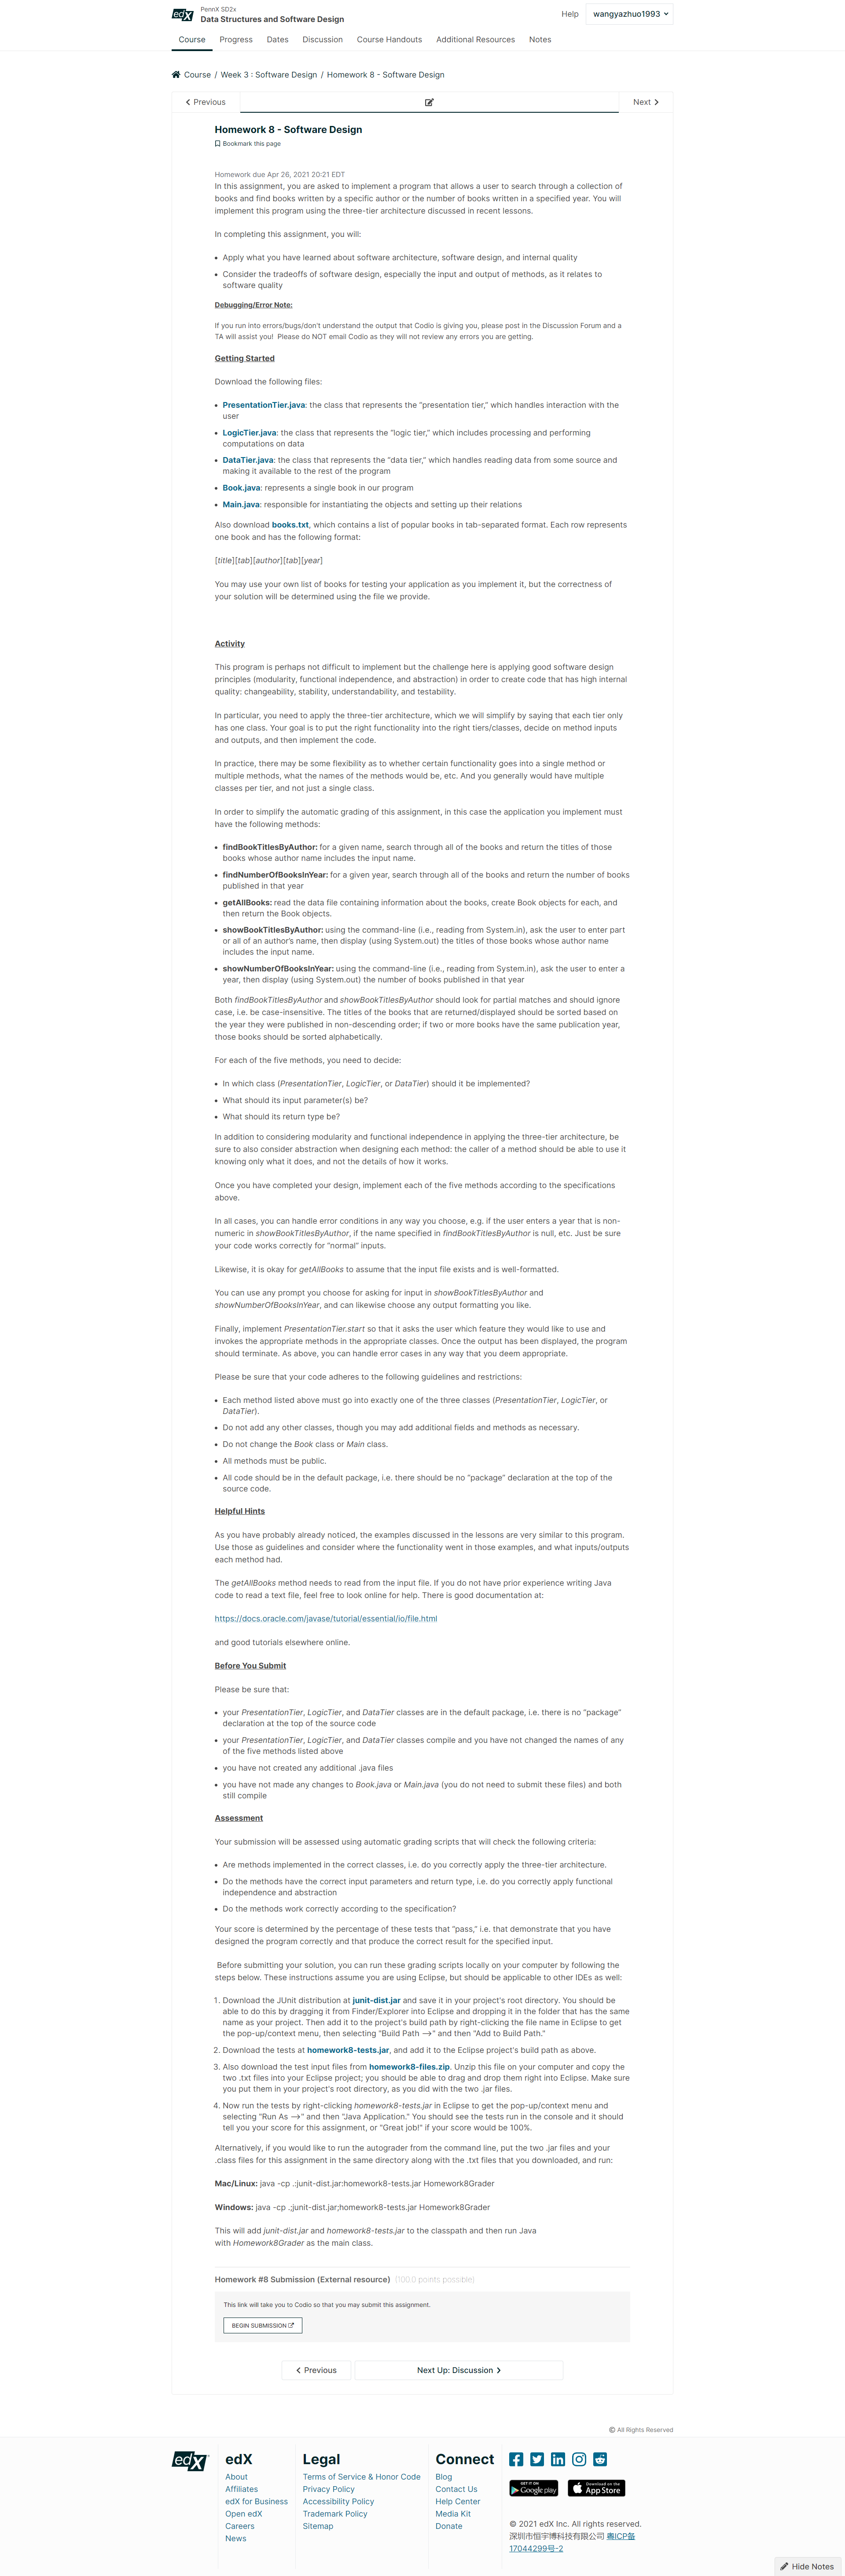 edX
PennX SD2x
Data Structures and Software Design
Help
wangyazhuo1993
Course Progress Dates Discussion Course Handouts Additional Resources Notes
Course / Week 3 : Software Design / Homework 8 - Software Design
Previous
Next
Homework 8 - Software Design
Bookmark this page
Homework due Apr 26, 2021 20:21 EDT
In this assignment, you are asked to implement a program that allows a user to search through a collection of
books and find books written by a specific author or the number of books written in a specified year. You will
implement this program using the three-tier architecture discussed in recent lessons.
In completing this assignment, you will:
• Apply what you have learned about software architecture, software design, and internal quality
• Consider the tradeoffs of software design, especially the input and output of methods, as it relates to
software quality
Debugging/Error Note:
If you run into errors/bugs/don't understand the output that Codio is giving you, please post in the Discussion Forum and a
TA will assist you! Please do NOT email Codio as they will not review any errors you are getting.
Getting Started
Download the following files:
• PresentationTier.java: the class that represents the "presentation tier," which handles interaction with the
user
• LogicTier.java: the class that represents the "logic tier," which includes processing and performing
computations on data
• DataTier.java: the class that represents the "data tier," which handles reading data from some source and
making it available to the rest of the program
• Book.java: represents a single book in our program
• Main.java: responsible for instantiating the objects and setting up their relations
Also download books.txt, which contains a list of popular books in tab-separated format. Each row represents
one book and has the following format:
[title][tab][author][tab][year]
You may use your own list of books for testing your application as you implement it, but the correctness of
your solution will be determined using the file we provide.
Activity
This program is perhaps not difficult to implement but the challenge here is applying good software design
principles (modularity, functional independence, and abstraction) in order to create code that has high internal
quality: changeability, stability, understandability, and testability.
In particular, you need to apply the three-tier architecture, which we will simplify by saying that each tier only
has one class. Your goal is to put the right functionality into the right tiers/classes, decide on method inputs
and outputs, and then implement the code.
In practice, there may be some flexibility as to whether certain functionality goes into a single method or
multiple methods, what the names of the methods would be, etc. And you generally would have multiple
classes per tier, and not just a single class.
In order to simplify the automatic grading of this assignment, in this case the application you implement must
have the following methods:
• findBookTitlesByAuthor: for a given name, search through all of the books and return the titles of those
books whose author name includes the input name.
• findNumberOfBooksInYear: for a given year, search through all of the books and return the number of books
published in that year
• getAllBooks: read the data file containing information about the books, create Book objects for each, and
then return the Book objects.
• showBookTitlesByAuthor: using the command-line (i.e., reading from System.in), ask the user to enter part
or all of an author's name, then display (using System.out) the titles of those books whose author name
includes the input name.
• showNumberOfBooksInYear: using the command-line (i.e., reading from System.in), ask the user to enter a
year, then display (using System.out) the number of books published in that year
Both findBookTitlesByAuthor and showBookTitlesByAuthor should look for partial matches and should ignore
case, i.e. be case-insensitive. The titles of the books that are returned/displayed should be sorted based on
the year they were published in non-descending order; if two or more books have the same publication year,
those books should be sorted alphabetically.
For each of the five methods, you need to decide:
• In which class (PresentationTier, LogicTier, or DataTier) should it be implemented?
• What should its input parameter(s) be?
• What should its return type be?
In addition to considering modularity and functional independence in applying the three-tier architecture, be
sure to also consider abstraction when designing each method: the caller of a method should be able to use it
knowing only what it does, and not the details of how it works.
Once you have completed your design, implement each of the five methods according to the specifications
above.
In all cases, you can handle error conditions in any way you choose, e.g. if the user enters a year that is non-
numeric in showBookTitlesByAuthor, if the name specified in findBookTitlesByAuthor is null, etc. Just be sure
your code works correctly for "normal" inputs.
Likewise, it is okay for getAllBooks to assume that the input file exists and is well-formatted.
You can use any prompt you choose for asking for input in showBookTitlesByAuthor and
showNumberOfBooksInYear, and can likewise choose any output formatting you like.
Finally, implement PresentationTier.start so that it asks the user which feature they would like to use and
invokes the appropriate methods in the appropriate classes. Once the output has been displayed, the program
should terminate. As above, you can handle error cases in any way that you deem appropriate.
Please be sure that your code adheres to the following guidelines and restrictions:
• Each method listed above must go into exactly one of the three classes (PresentationTier, LogicTier, or
DataTier).
• Do not add any other classes, though you may add additional fields and methods as necessary.
• Do not change the Book class or Main class.
• All methods must be public.
• All code should be in the default package, i.e. there should be no "package" declaration at the top of the
source code.
Helpful Hints
As you have probably already noticed, the examples discussed in the lessons are very similar to this program.
Use those as guidelines and consider where the functionality went in those examples, and what inputs/outputs
each method had.
The getAllBooks method needs to read from the input file. If you do not have prior experience writing Java
code to read a text file, feel free to look online for help. There is good documentation at:
https://docs.oracle.com/javase/tutorial/essential/io/file.html
and good tutorials elsewhere online.
Before You Submit
Please be sure that:
• your PresentationTier, LogicTier, and DataTier classes are in the default package, i.e. there is no "package"
declaration at the top of the source code
• your PresentationTier, LogicTier, and DataTier classes compile and you have not changed the names of any
of the five methods listed above
• you have not created any additional .java files
• you have not made any changes to Book.java or Main.java (you do not need to submit these files) and both
still compile
Assessment
Your submission will be assessed using automatic grading scripts that will check the following criteria:
• Are methods implemented in the correct classes, i.e. do you correctly apply the three-tier architecture.
• Do the methods have the correct input parameters and return type, i.e. do you correctly apply functional
independence and abstraction
• Do the methods work correctly according to the specification?
Your score is determined by the percentage of these tests that "pass," i.e. that demonstrate that you have
designed the program correctly and that produce the correct result for the specified input.
Before submitting your solution, you can run these grading scripts locally on your computer by following the
steps below. These instructions assume you are using Eclipse, but should be applicable to other IDEs as well:
1. Download the JUnit distribution at junit-dist.jar and save it in your project's root directory. You should be
able to do this by dragging it from Finder/Explorer into Eclipse and dropping it in the folder that has the same
name as your project. Then add it to the project's build path by right-clicking the file name in Eclipse to get
the pop-up/context menu, then selecting "Build Path -->" and then "Add to Build Path."
2. Download the tests at homework8-tests.jar, and add it to the Eclipse project's build path as above.
3. Also download the test input files from homework8-files.zip. Unzip this file on your computer and copy the
two .txt files into your Eclipse project; you should be able to drag and drop them right into Eclipse. Make sure
you put them in your project's root directory, as you did with the two .jar files.
4. Now run the tests by right-clicking homework8-tests.jar in Eclipse to get the pop-up/context menu and
selecting "Run As -->" and then "Java Application." You should see the tests run in the console and it should
tell you your score for this assignment, or "Great job!" if your score would be 100%.
Alternatively, if you would like to run the autograder from the command line, put the two .jar files and your
.class files for this assignment in the same directory along with the .txt files that you downloaded, and run:
Mac/Linux: java -cp .:junit-dist.jar:homework8-tests.jar Homework8Grader
Windows: java -cp .;junit-dist.jar;homework8-tests.jar Homework8Grader
This will add junit-dist.jar and homework8-tests.jar to the classpath and then run Java
with Homework8Grader as the main class.
Homework #8 Submission (External resource) (100.0 points possible)
This link will take you to Codio so that you may submit this assignment.
BEGIN SUBMISSION
Previous
Next Up: Discussion
© All Rights Reserved
edX
edX
About
Affiliates
edX for Business
Open edX
Careers
News
Legal
Terms of Service & Honor Code
Privacy Policy
Accessibility Policy
Trademark Policy
Sitemap
Connect
Blog
Contact Us
Help Center
Media Kit
Donate
GET IT ON
Google play
Download on the
App Store
© 2021 edX Inc. All rights reserved.
深圳市恒宇博科技有限公司 粤ICP备
17044299号-2
Hide Notes